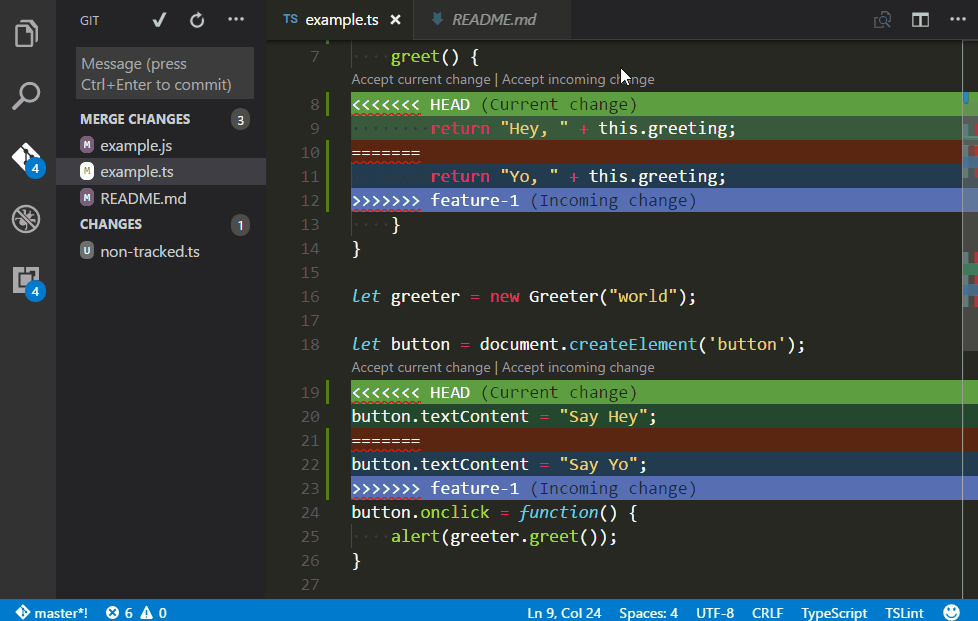 GIT
Message (press
Ctrl+Enter to commit)
MERGE CHANGES 3
M example.js
M example.ts
M README.md
CHANGES 1
U non-tracked.ts
4
4
TS example.ts ×
README.md
7 ····greet() {
Accept current change | Accept incoming change
8 <<<<<<< HEAD (Current change)
9 ········return "Hey, " + this.greeting;
10 =======
11         return "Yo, " + this.greeting;
12 >>>>>>> feature-1 (Incoming change)
13 ····}
14 }
15
16 let greeter = new Greeter("world");
17
18 let button = document.createElement('button');
Accept current change | Accept incoming change
19 <<<<<<< HEAD (Current change)
20 button.textContent = "Say Hey";
21 =======
22 button.textContent = "Say Yo";
23 >>>>>>> feature-1 (Incoming change)
24 button.onclick = function() {
25 ····alert(greeter.greet());
26 }
27
master*! 6 0 Ln 9, Col 24 Spaces: 4 UTF-8 CRLF TypeScript TSLint